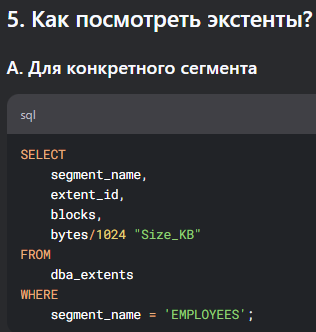 5. Как посмотреть экстенты?
А. Для конкретного сегмента
sql
SELECT
segment_name,
extent_id,
blocks,
bytes/1024 "Size_KB"
FROM
dba_extents
WHERE
segment_name = 'EMPLOYEES';